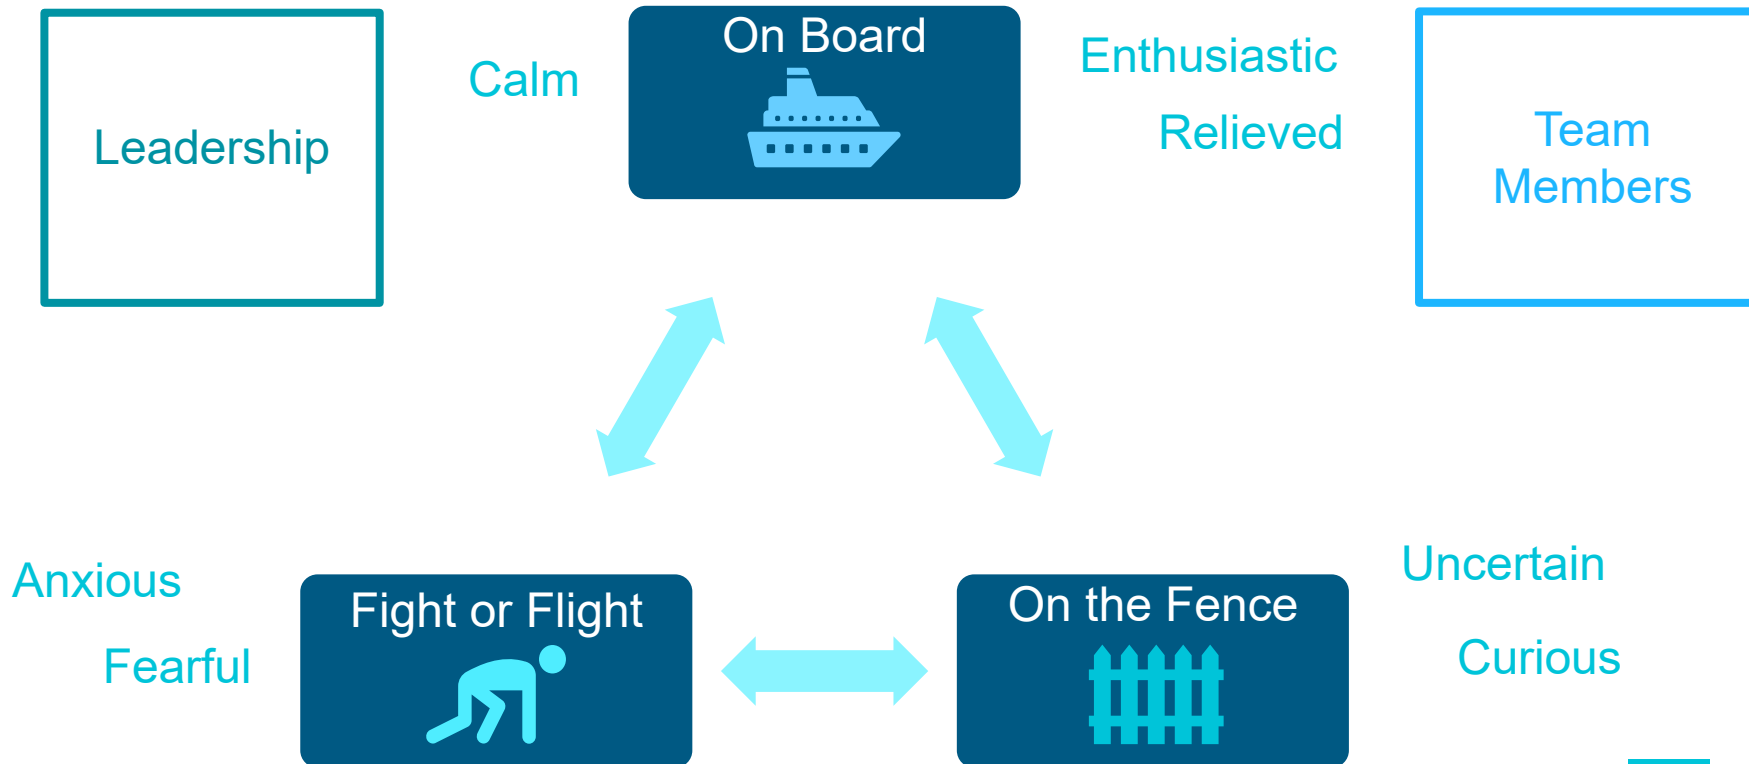 On Board
Calm
Enthusiastic
Relieved
Leadership
Team
Members
Anxious
Fearful
Fight or Flight
On the Fence
Uncertain
Curious